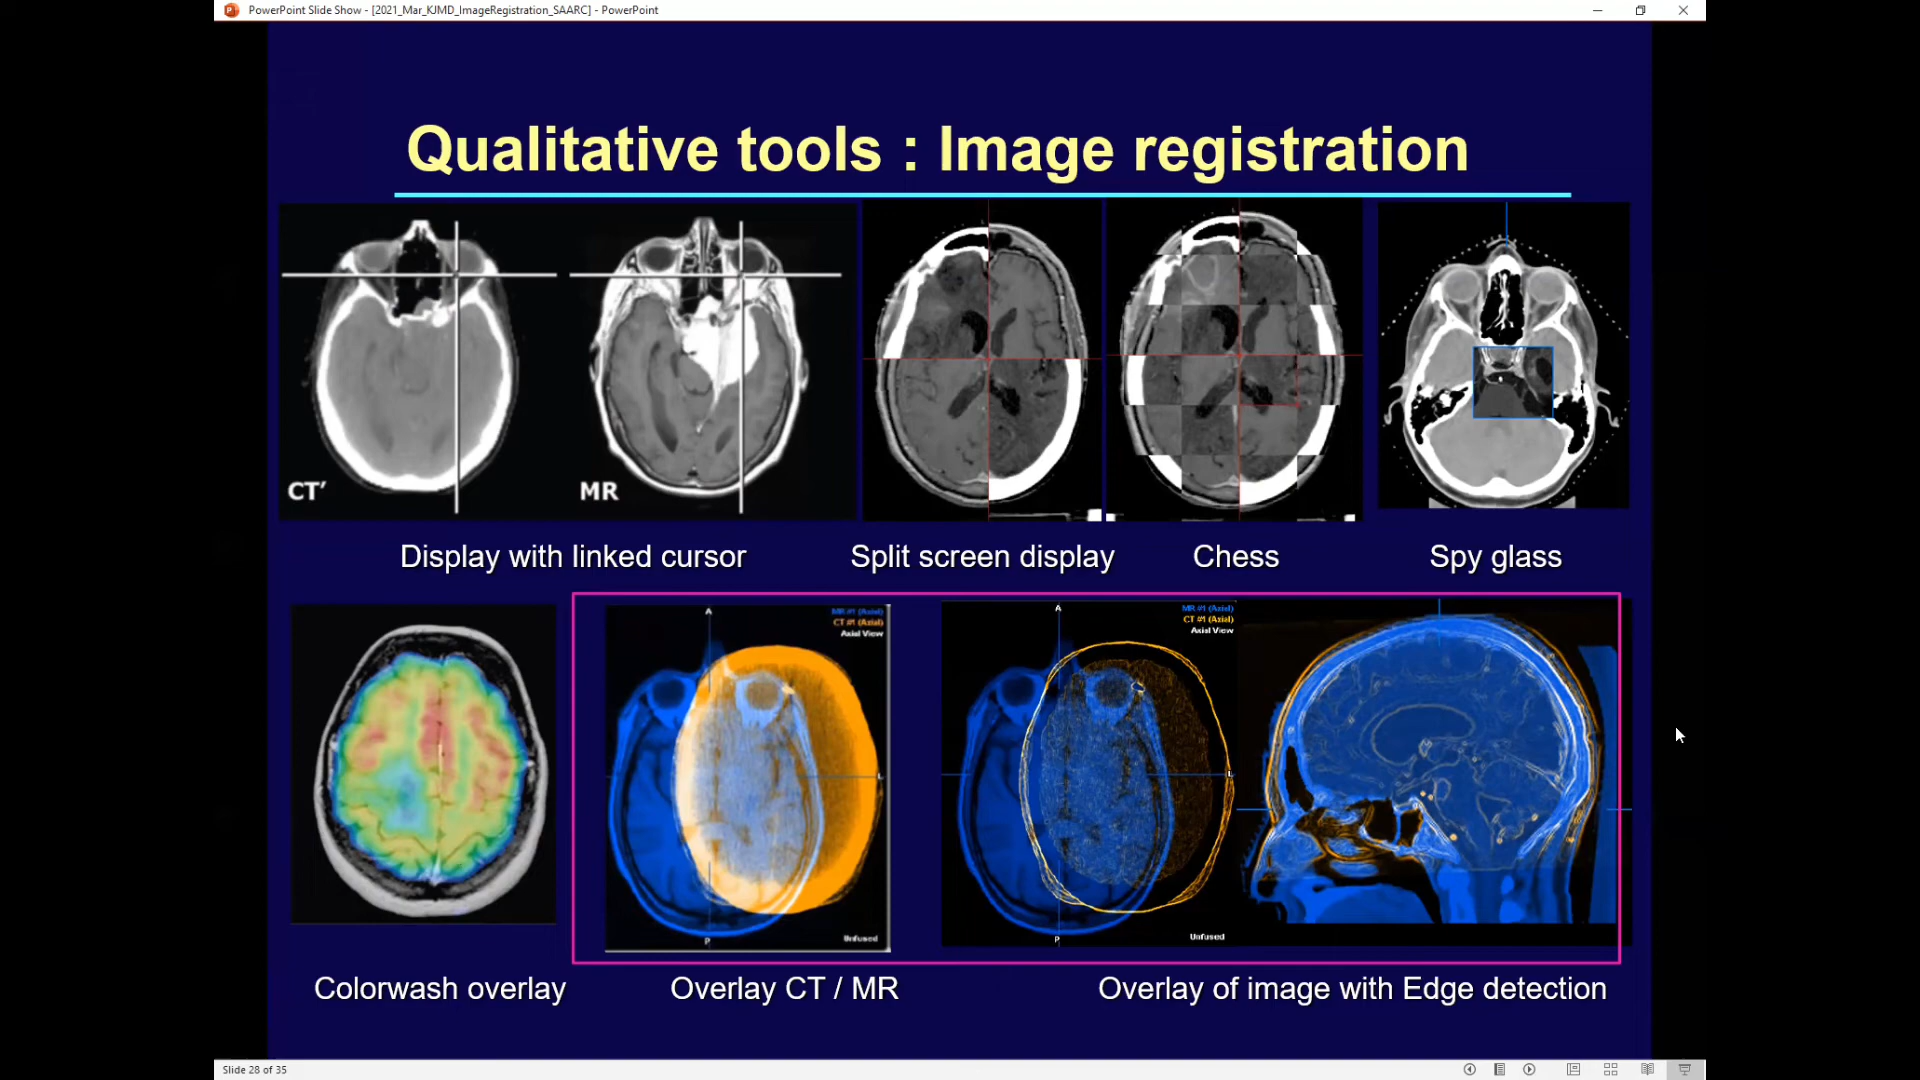 PowerPoint Slide Show - [2021_Mar_KJMD_ImageRegistration_SAARC] - PowerPoint
Qualitative tools : Image registration
CT’
MR
Display with linked cursor
Split screen display
Chess
Spy glass
A
MR #1 (Axial)
CT #1 (Axial)
Axial View
L
P
Unfused
A
MR #1 (Axial)
CT #1 (Axial)
Axial View
L
P
Unfused
Colorwash overlay
Overlay CT / MR
Overlay of image with Edge detection
Slide 28 of 35